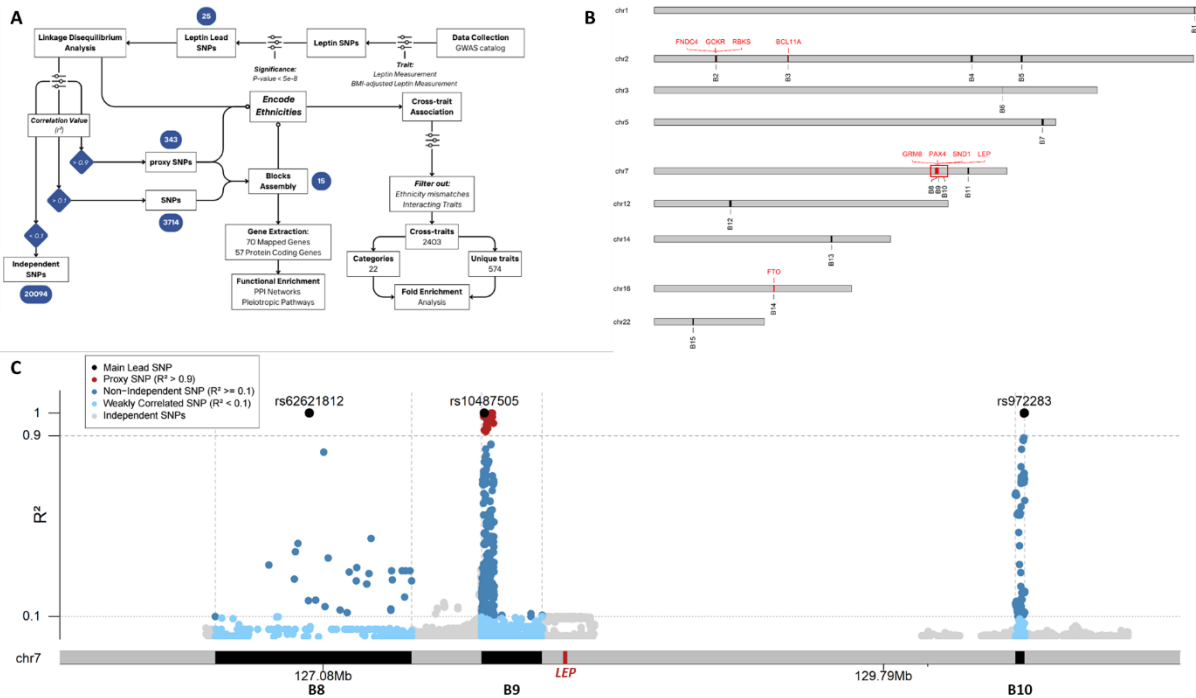 A
25
Linkage Disequilibrium
Analysis
Leptin Lead
SNPs
Leptin SNPs
Data Collection
GWAS catalog
Significance:
P-value < 5e-8
Trait:
Leptin Measurement
BMI-adjusted Leptin Measurement
Encode
Ethnicities
Cross-trait
Association
Correlation Value
(r²)
343
> 0.9
proxy SNPs
Blocks
Assembly
15
> 0.1
SNPs
3714
< 0.1
Independent
SNPs
20094
Filter out:
Ethnicity mismatches
Interacting Traits
Gene Extraction:
70 Mapped Genes
57 Protein Coding Genes
Cross-traits
2403
Categories
22
Unique traits
574
Functional Enrichment
PPI Networks
Pleiotropic Pathways
Fold Enrichment
Analysis
B
chr1
B1
FNDC4 GCKR RBKS BCL11A
chr2
B2 B3 B4 B5
chr3
B6
chr5
B7
GRM8 PAX4 SND1 LEP
chr7
B8 B9 B10 B11
chr12
B12
chr14
B13
FTO
chr16
B14
chr22
B15
C
Main Lead SNP
Proxy SNP (R² > 0.9)
Non-Independent SNP (R² >= 0.1)
Weakly Correlated SNP (R² < 0.1)
Independent SNPs
rs62621812 rs10487505 rs972283
1
0.9
R²
0.1
chr7
127.08Mb LEP 129.79Mb
B8 B9 B10